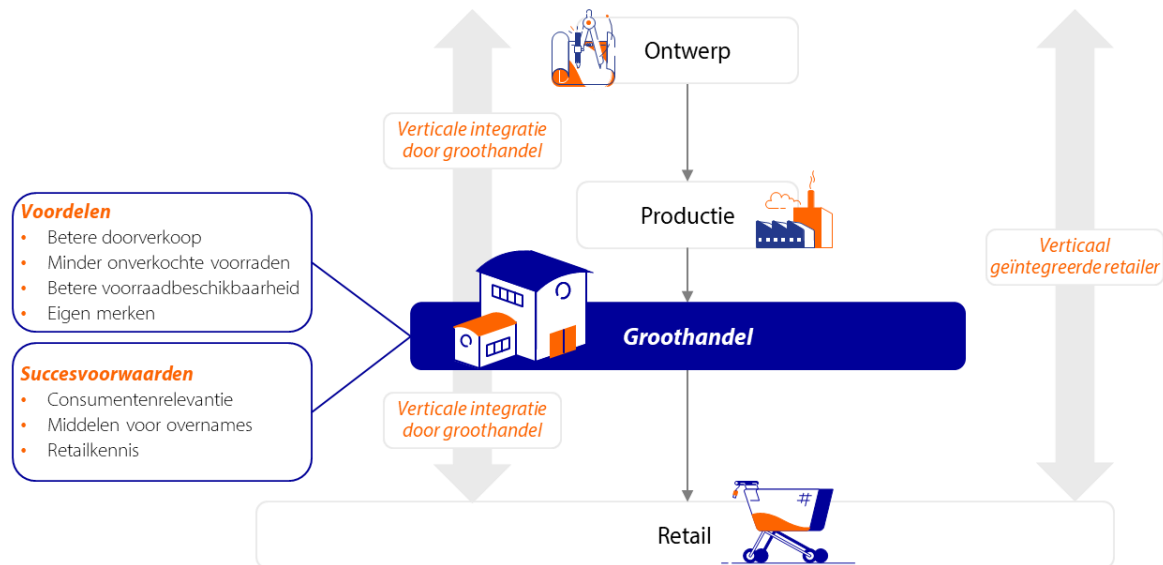 Ontwerp
Verticale integratie
door groothandel
Productie
Voordelen
• Betere doorverkoop
• Minder onverkochte voorraden
• Betere voorraadbeschikbaarheid
• Eigen merken
Verticaal
geïntegreerde retailer
Groothandel
Succesvoorwaarden
• Consumentenrelevantie
• Middelen voor overnames
• Retailkennis
Verticale integratie
door groothandel
Retail
#